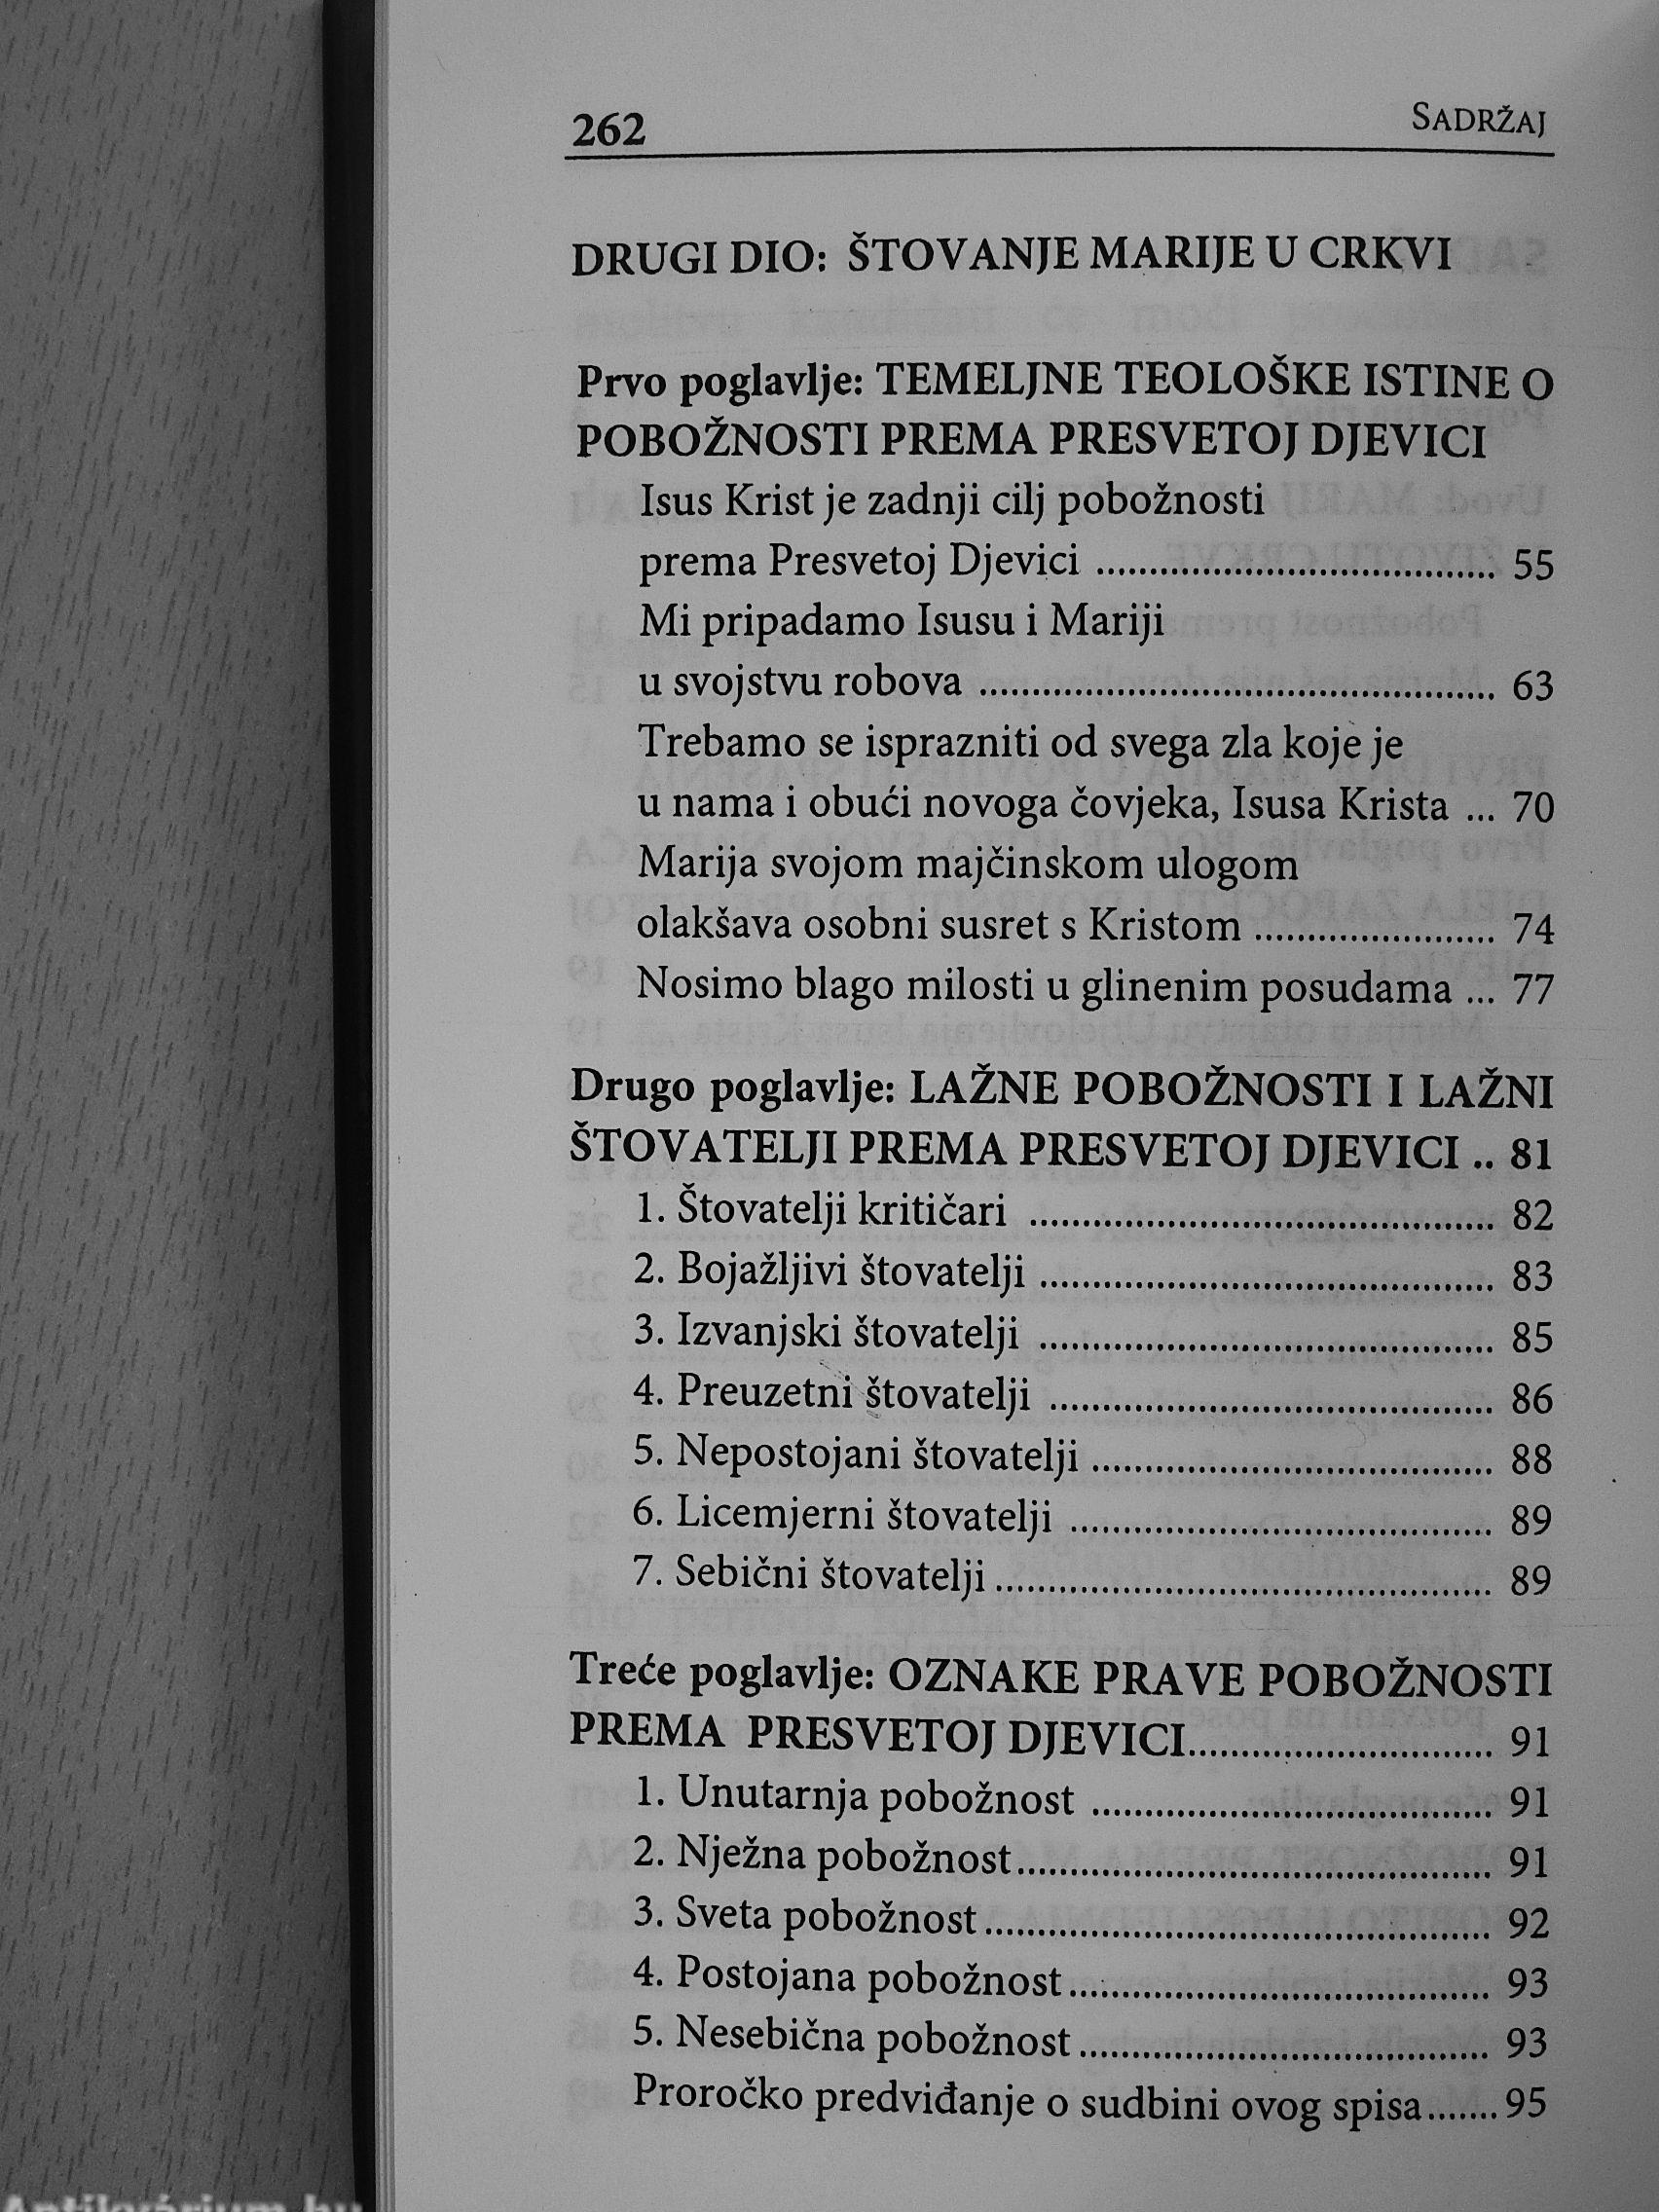 262 SADRŽAJ
DRUGI DIO: ŠTOVANJE MARIJE U CRKVI
Prvo poglavlje: TEMELJNE TEOLOŠKE ISTINE O
POBOŽNOSTI PREMA PRESVETOJ DJEVICI
Isus Krist je zadnji cilj pobožnosti
prema Presvetoj Djevici ...................................... 55
Mi pripadamo Isusu i Mariji
u svojstvu robova ................................................. 63
Trebamo se isprazniti od svega zla koje je
u nama i obući novoga čovjeka, Isusa Krista ... 70
Marija svojom majčinskom ulogom
olakšava osobni susret s Kristom ....................... 74
Nosimo blago milosti u glinenim posudama ... 77
Drugo poglavlje: LAŽNE POBOŽNOSTI I LAŽNI
ŠTOVATELJI PREMA PRESVETOJ DJEVICI .. 81
1. Štovatelji kritičari ............................................. 82
2. Bojažljivi štovatelji ............................................ 83
3. Izvanjski štovatelji ............................................ 85
4. Preuzetni štovatelji ........................................... 86
5. Nepostojani štovatelji ....................................... 88
6. Licemjerni štovatelji ......................................... 89
7. Sebični štovatelji ................................................ 89
Treće poglavlje: OZNAKE PRAVE POBOŽNOSTI
PREMA PRESVETOJ DJEVICI............................. 91
1. Unutarnja pobožnost ....................................... 91
2. Nježna pobožnost.............................................. 91
3. Sveta pobožnost................................................. 92
4. Postojana pobožnost......................................... 93
5. Nesebična pobožnost........................................ 93
Proročko predviđanje o sudbini ovog spisa.......95
Antikvárium.hu